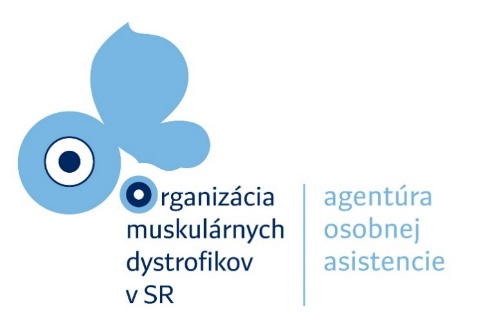 organizácia
muskulárnych
dystrofikov
v SR
agentúra
osobnej
asistencie